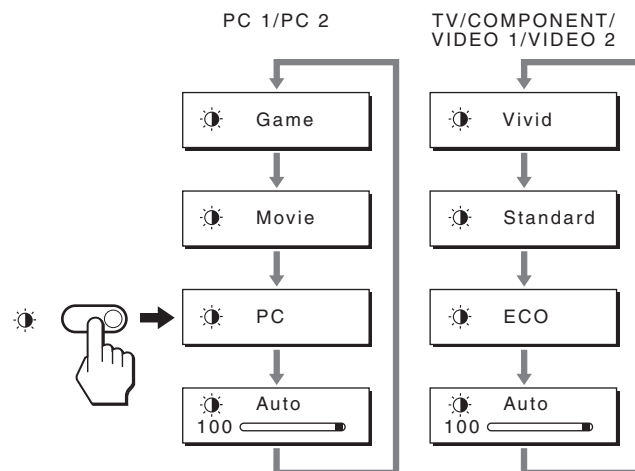 PC 1/PC 2
Game
Movie
PC
Auto
100
TV/COMPONENT/
VIDEO 1/VIDEO 2
Vivid
Standard
ECO
Auto
100